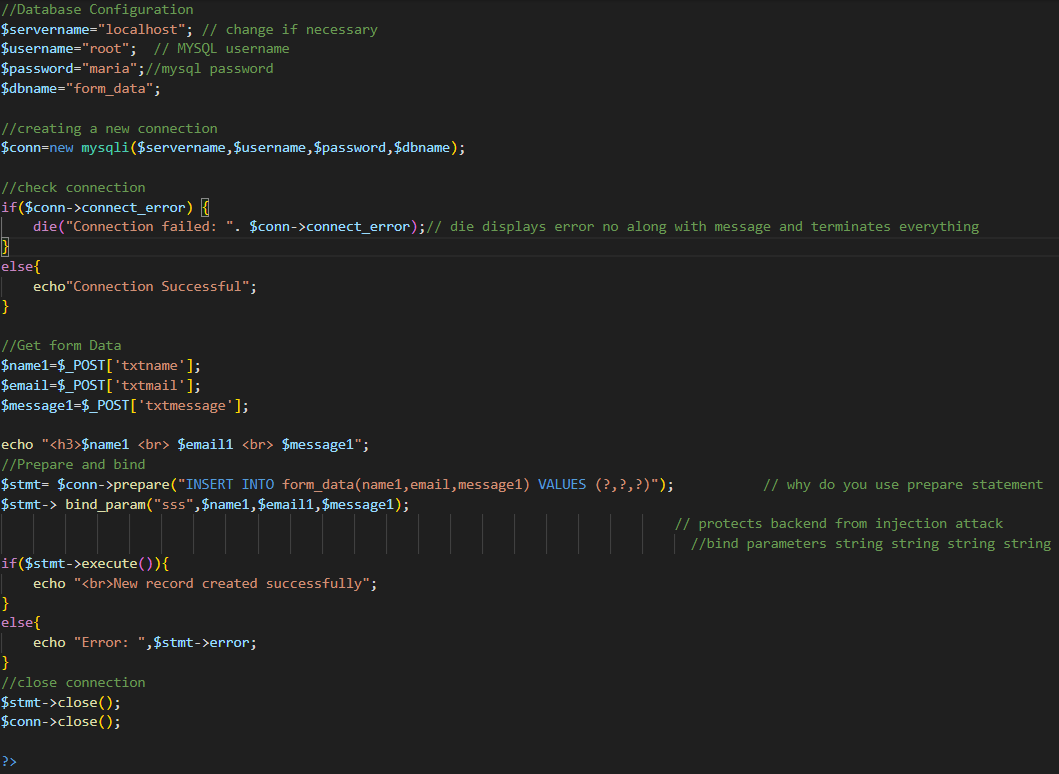 //Database Configuration
$servername="localhost"; // change if necessary
$username="root";  // MYSQL username
$password="maria";//mysql password
$dbname="form_data";

//creating a new connection
$conn=new mysqli($servername,$username,$password,$dbname);

//check connection
if($conn->connect_error) {
    die("Connection failed: ". $conn->connect_error);// die displays error no along with message and terminates everything
}
else{
    echo"Connection Successful";
}

//Get form Data
$name1=$_POST['txtname'];
$email=$_POST['txtmail'];
$message1=$_POST['txtmessage'];

echo "<h3>$name1 <br> $email1 <br> $message1";
//Prepare and bind
$stmt= $conn->prepare("INSERT INTO form_data(name1,email,message1) VALUES (?,?,?)");           // why do you use prepare statement
$stmt-> bind_param("sss",$name1,$email1,$message1);
                                                                                    // protects backend from injection attack
                                                                                      //bind parameters string string string string
if($stmt->execute()){
    echo "<br>New record created successfully";
}
else{
    echo "Error: ",$stmt->error;
}
//close connection
$stmt->close();
$conn->close();

?>